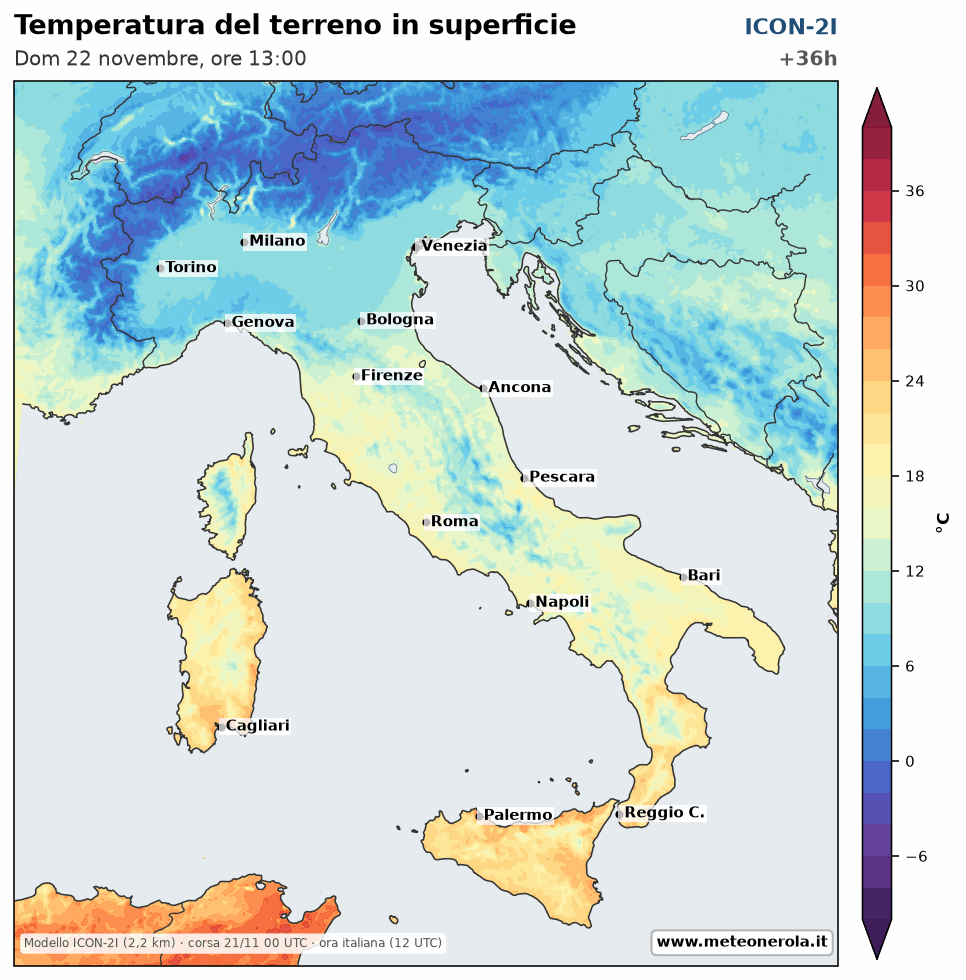 Temperatura del terreno in superficie
ICON-2I
Dom 22 novembre, ore 13:00
+36h
Milano
Venezia
Torino
Genova
Bologna
Firenze
Ancona
Pescara
Roma
Bari
Napoli
Cagliari
Palermo
Reggio C.
36
30
24
18
12
6
0
−6
°C
Modello ICON-2I (2,2 km) · corsa 21/11 00 UTC · ora italiana (12 UTC)
www.meteonerola.it